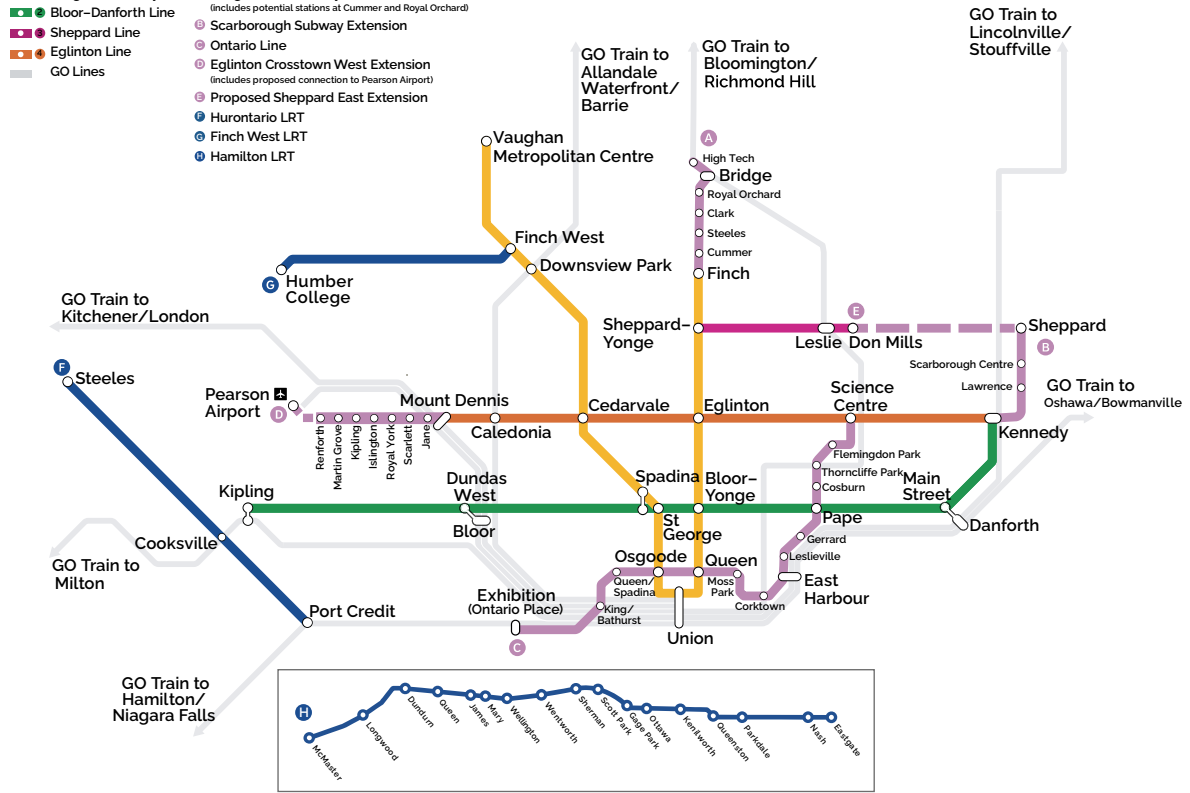 (includes potential stations at Cummer and Royal Orchard)
2 Bloor–Danforth Line
3 Sheppard Line
4 Eglinton Line
GO Lines
B Scarborough Subway Extension
C Ontario Line
D Eglinton Crosstown West Extension
(includes proposed connection to Pearson Airport)
E Proposed Sheppard East Extension
F Hurontario LRT
G Finch West LRT
H Hamilton LRT
GO Train to
Allandale
Waterfront/
Barrie
GO Train to
Bloomington/
Richmond Hill
GO Train to
Lincolnville/
Stouffville
Vaughan
Metropolitan Centre
A
High Tech
Bridge
Royal Orchard
Clark
Steeles
Cummer
Finch
Finch West
Downsview Park
G
Humber
College
GO Train to
Kitchener/London
Sheppard–
Yonge
E
Leslie
Don Mills
Sheppard
B
Scarborough Centre
Lawrence
GO Train to
Oshawa/Bowmanville
F
Steeles
Pearson
Airport
D
Renforth
Martin Grove
Kipling
Islington
Royal York
Scarlett
Jane
Mount Dennis
Caledonia
Cedarvale
Eglinton
Science
Centre
Kennedy
Flemingdon Park
Thorncliffe Park
Cosburn
Kipling
Dundas
West
Bloor
Spadina
St
George
Bloor–
Yonge
Pape
Main
Street
Danforth
Cooksville
GO Train to
Milton
Gerrard
Leslieville
East
Harbour
Osgoode
Queen
Queen/
Spadina
Moss
Park
Corktown
Exhibition
(Ontario Place)
King/
Bathurst
C
Union
Port Credit
GO Train to
Hamilton/
Niagara Falls
H
McMaster
Longwood
Dundurn
Queen
James
Mary
Wellington
Wentworth
Sherman
Scott Park
Gage Park
Ottawa
Kenilworth
Queenston
Parkdale
Nash
Eastgate